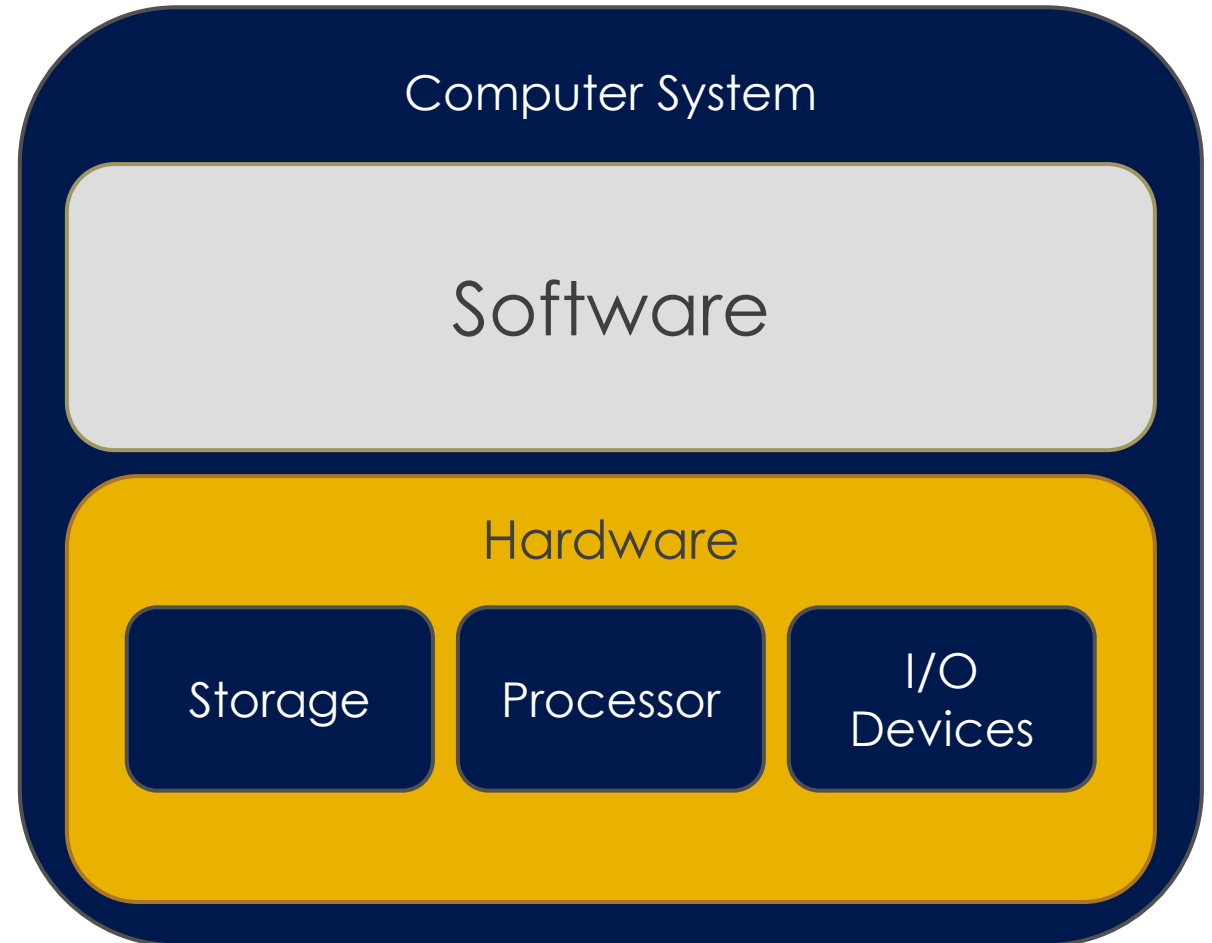 Computer System
Software
Hardware
Storage
Processor
I/O
Devices